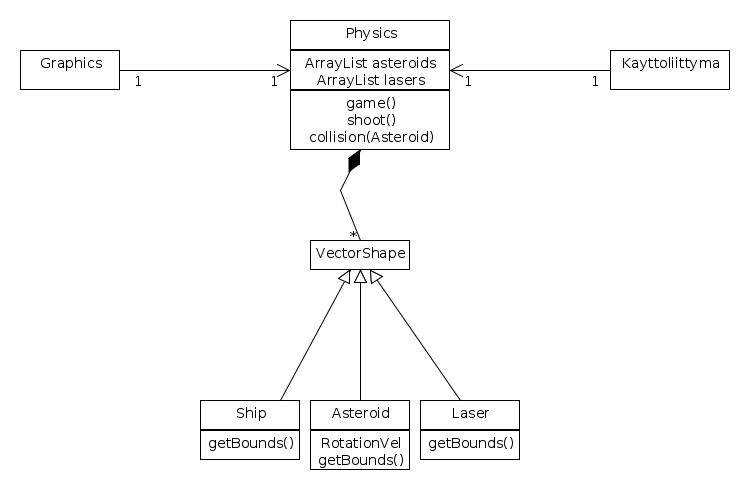 Physics
Graphics
ArrayList asteroids
Kayttoliittyma
ArrayList lasers
1
1
1
1
game()
shoot()
collision(Asteroid)
*
VectorShape
Ship
Asteroid
Laser
getBounds()
RotationVel
getBounds()
getBounds()